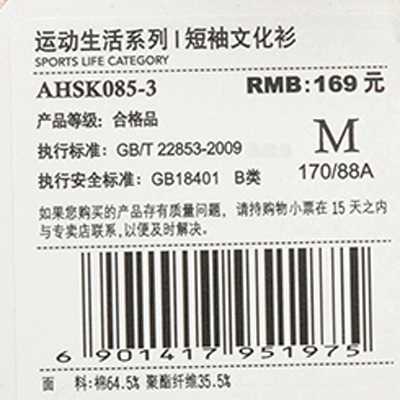 运动生活系列 | 短袖文化衫
SPORTS LIFE CATEGORY
AHSK085-3 RMB:169 元
产品等级: 合格品
执行标准: GB/T 22853-2009
M
执行安全标准: GB18401 B类
170/88A
如果您购买的产品存有质量问题, 请持购物小票在 15 天之内
与专卖店联系,以便及时解决。
6 901417 951975
面 料:棉64.5% 聚酯纤维35.5%